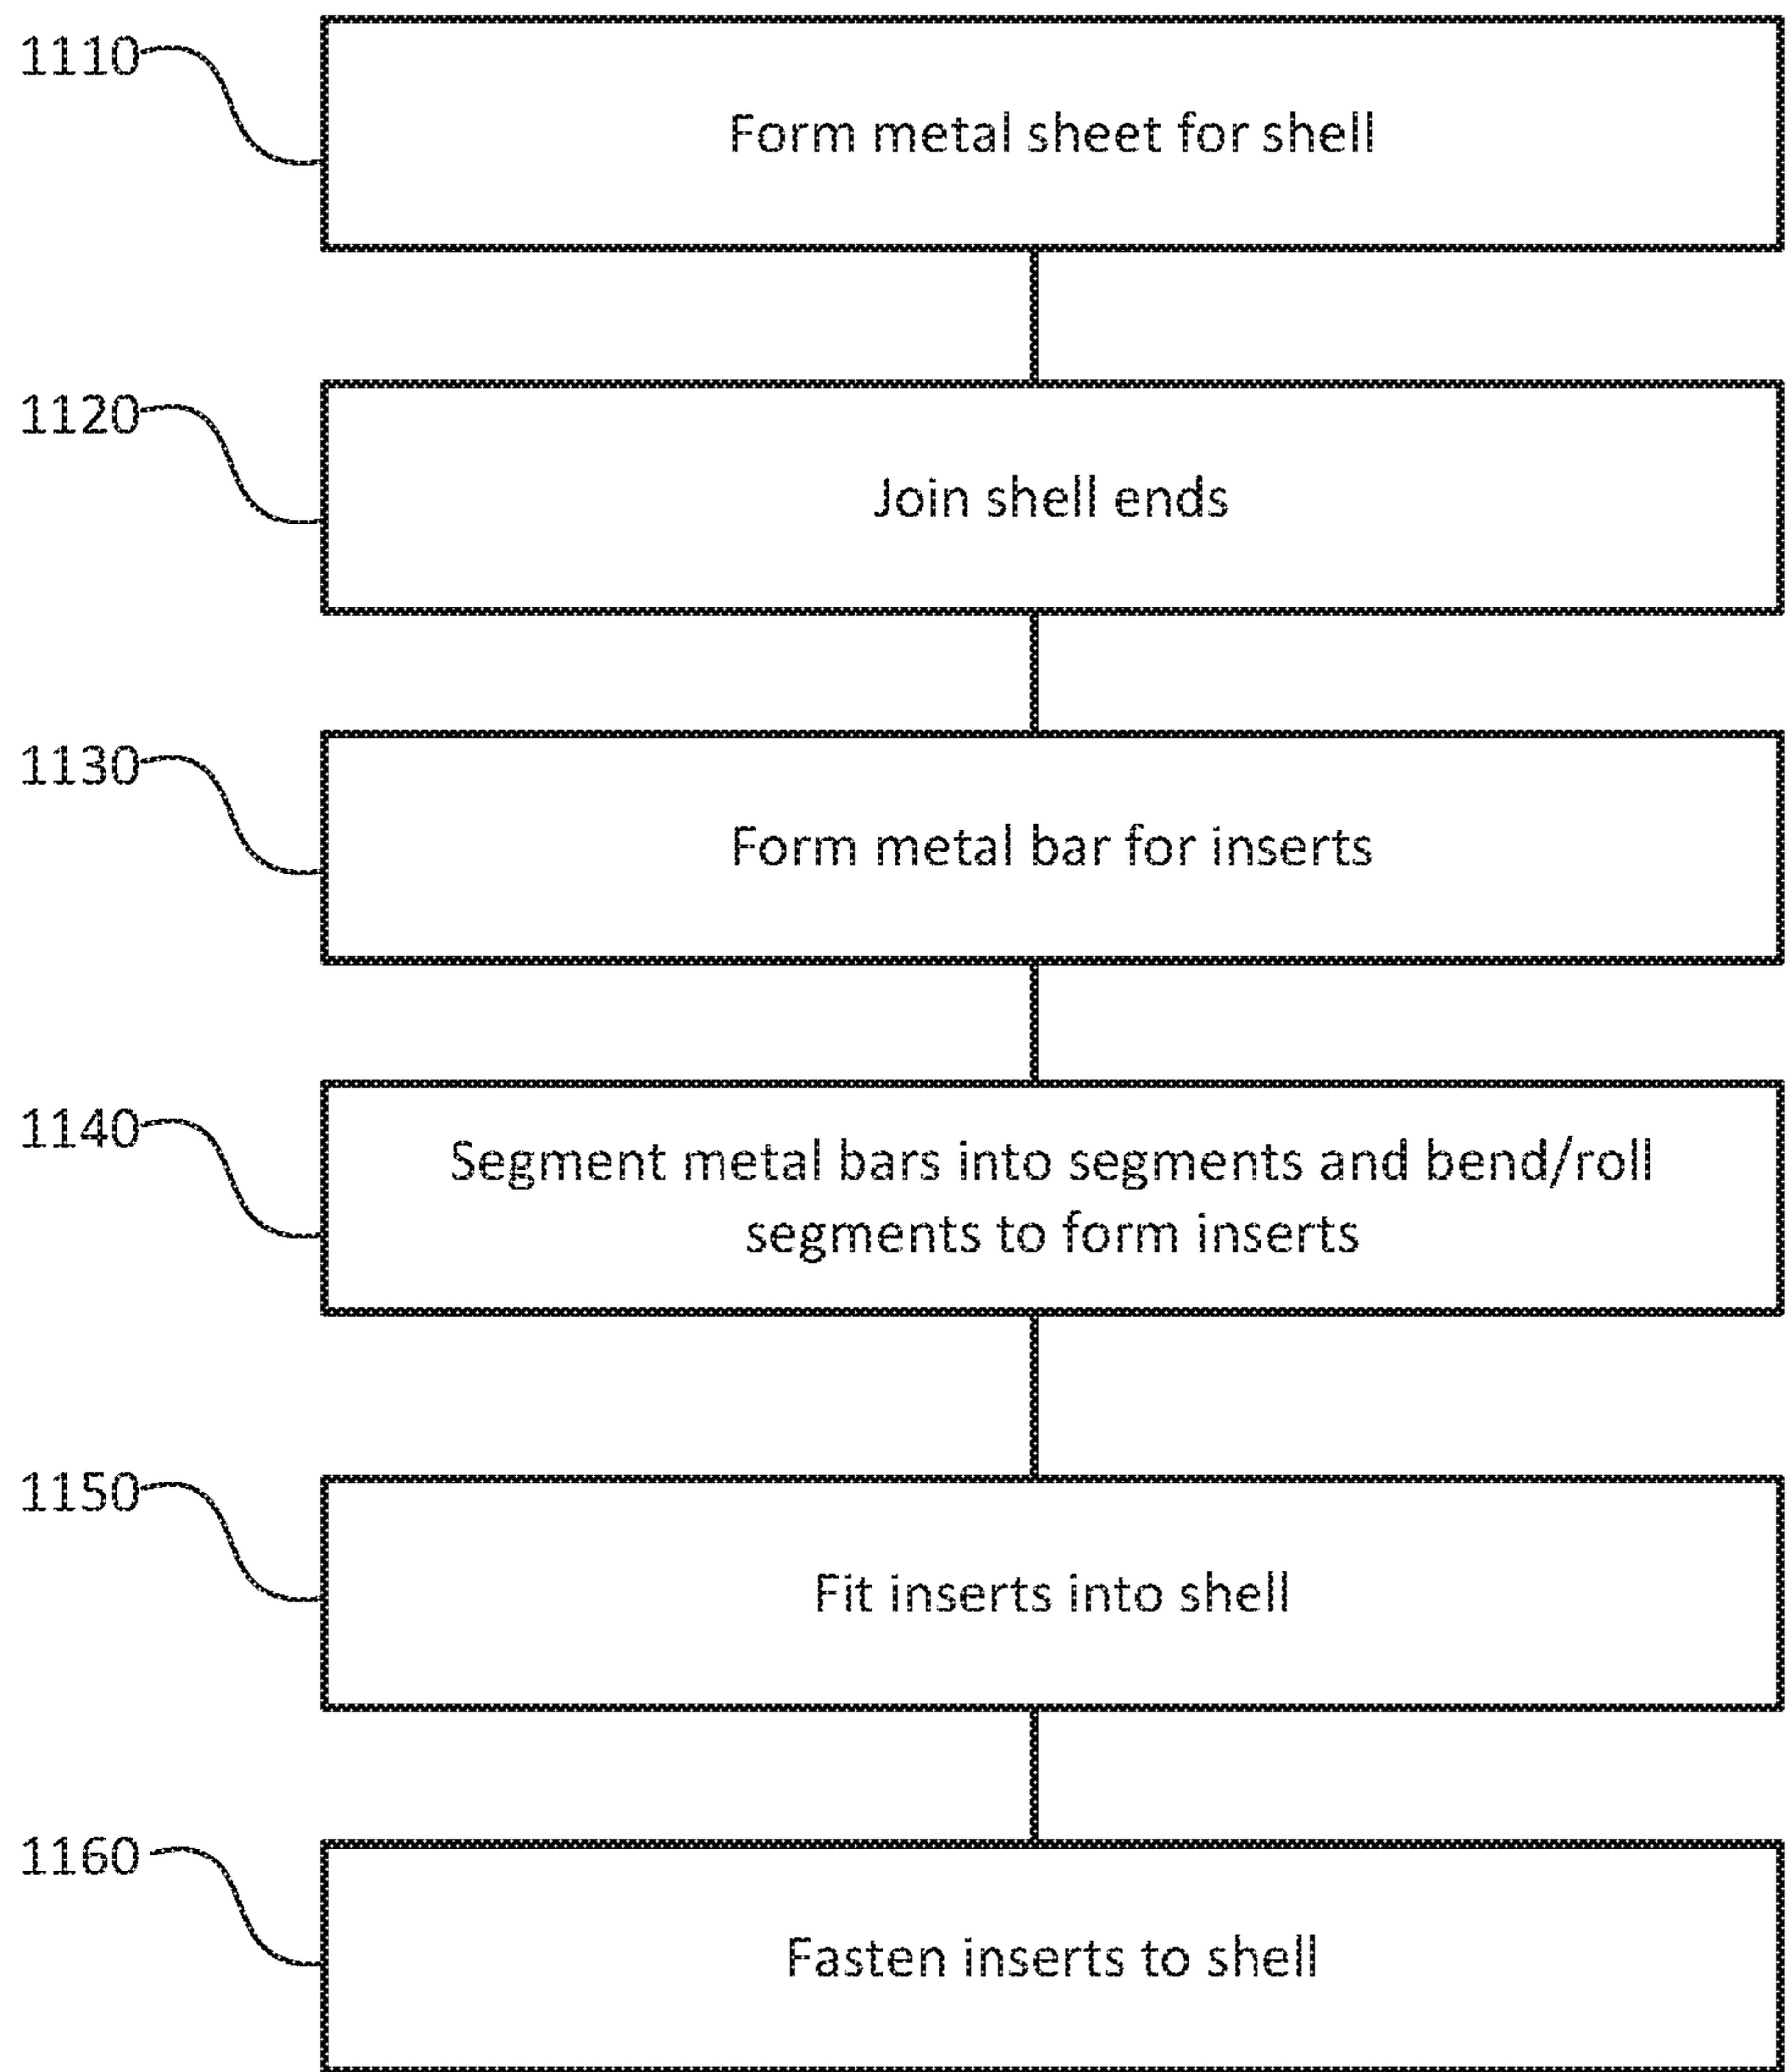 1110
Form metal sheet for shell
1120
Join shell ends
1130
Form metal bar for inserts
1140
Segment metal bars into segments and bend/roll
segments to form inserts
1150
Fit inserts into shell
1160
Fasten inserts to shell